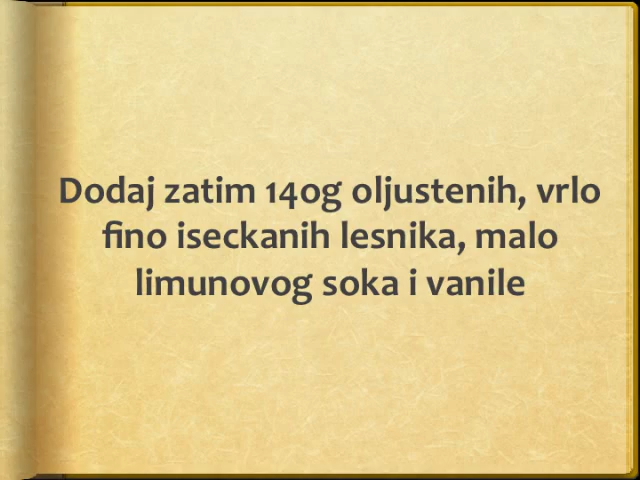 Dodaj zatim 140g oljustenih, vrlo
fino iseckanih lesnika, malo
limunovog soka i vanile